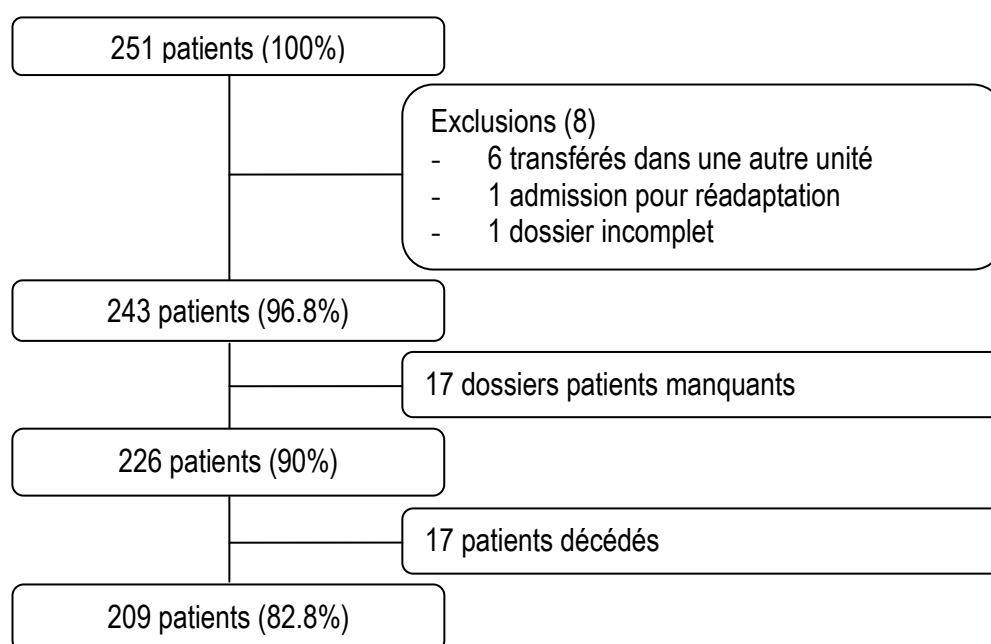 251 patients (100%)
Exclusions (8)
- 6 transférés dans une autre unité
- 1 admission pour réadaptation
- 1 dossier incomplet
243 patients (96.8%)
17 dossiers patients manquants
226 patients (90%)
17 patients décédés
209 patients (82.8%)